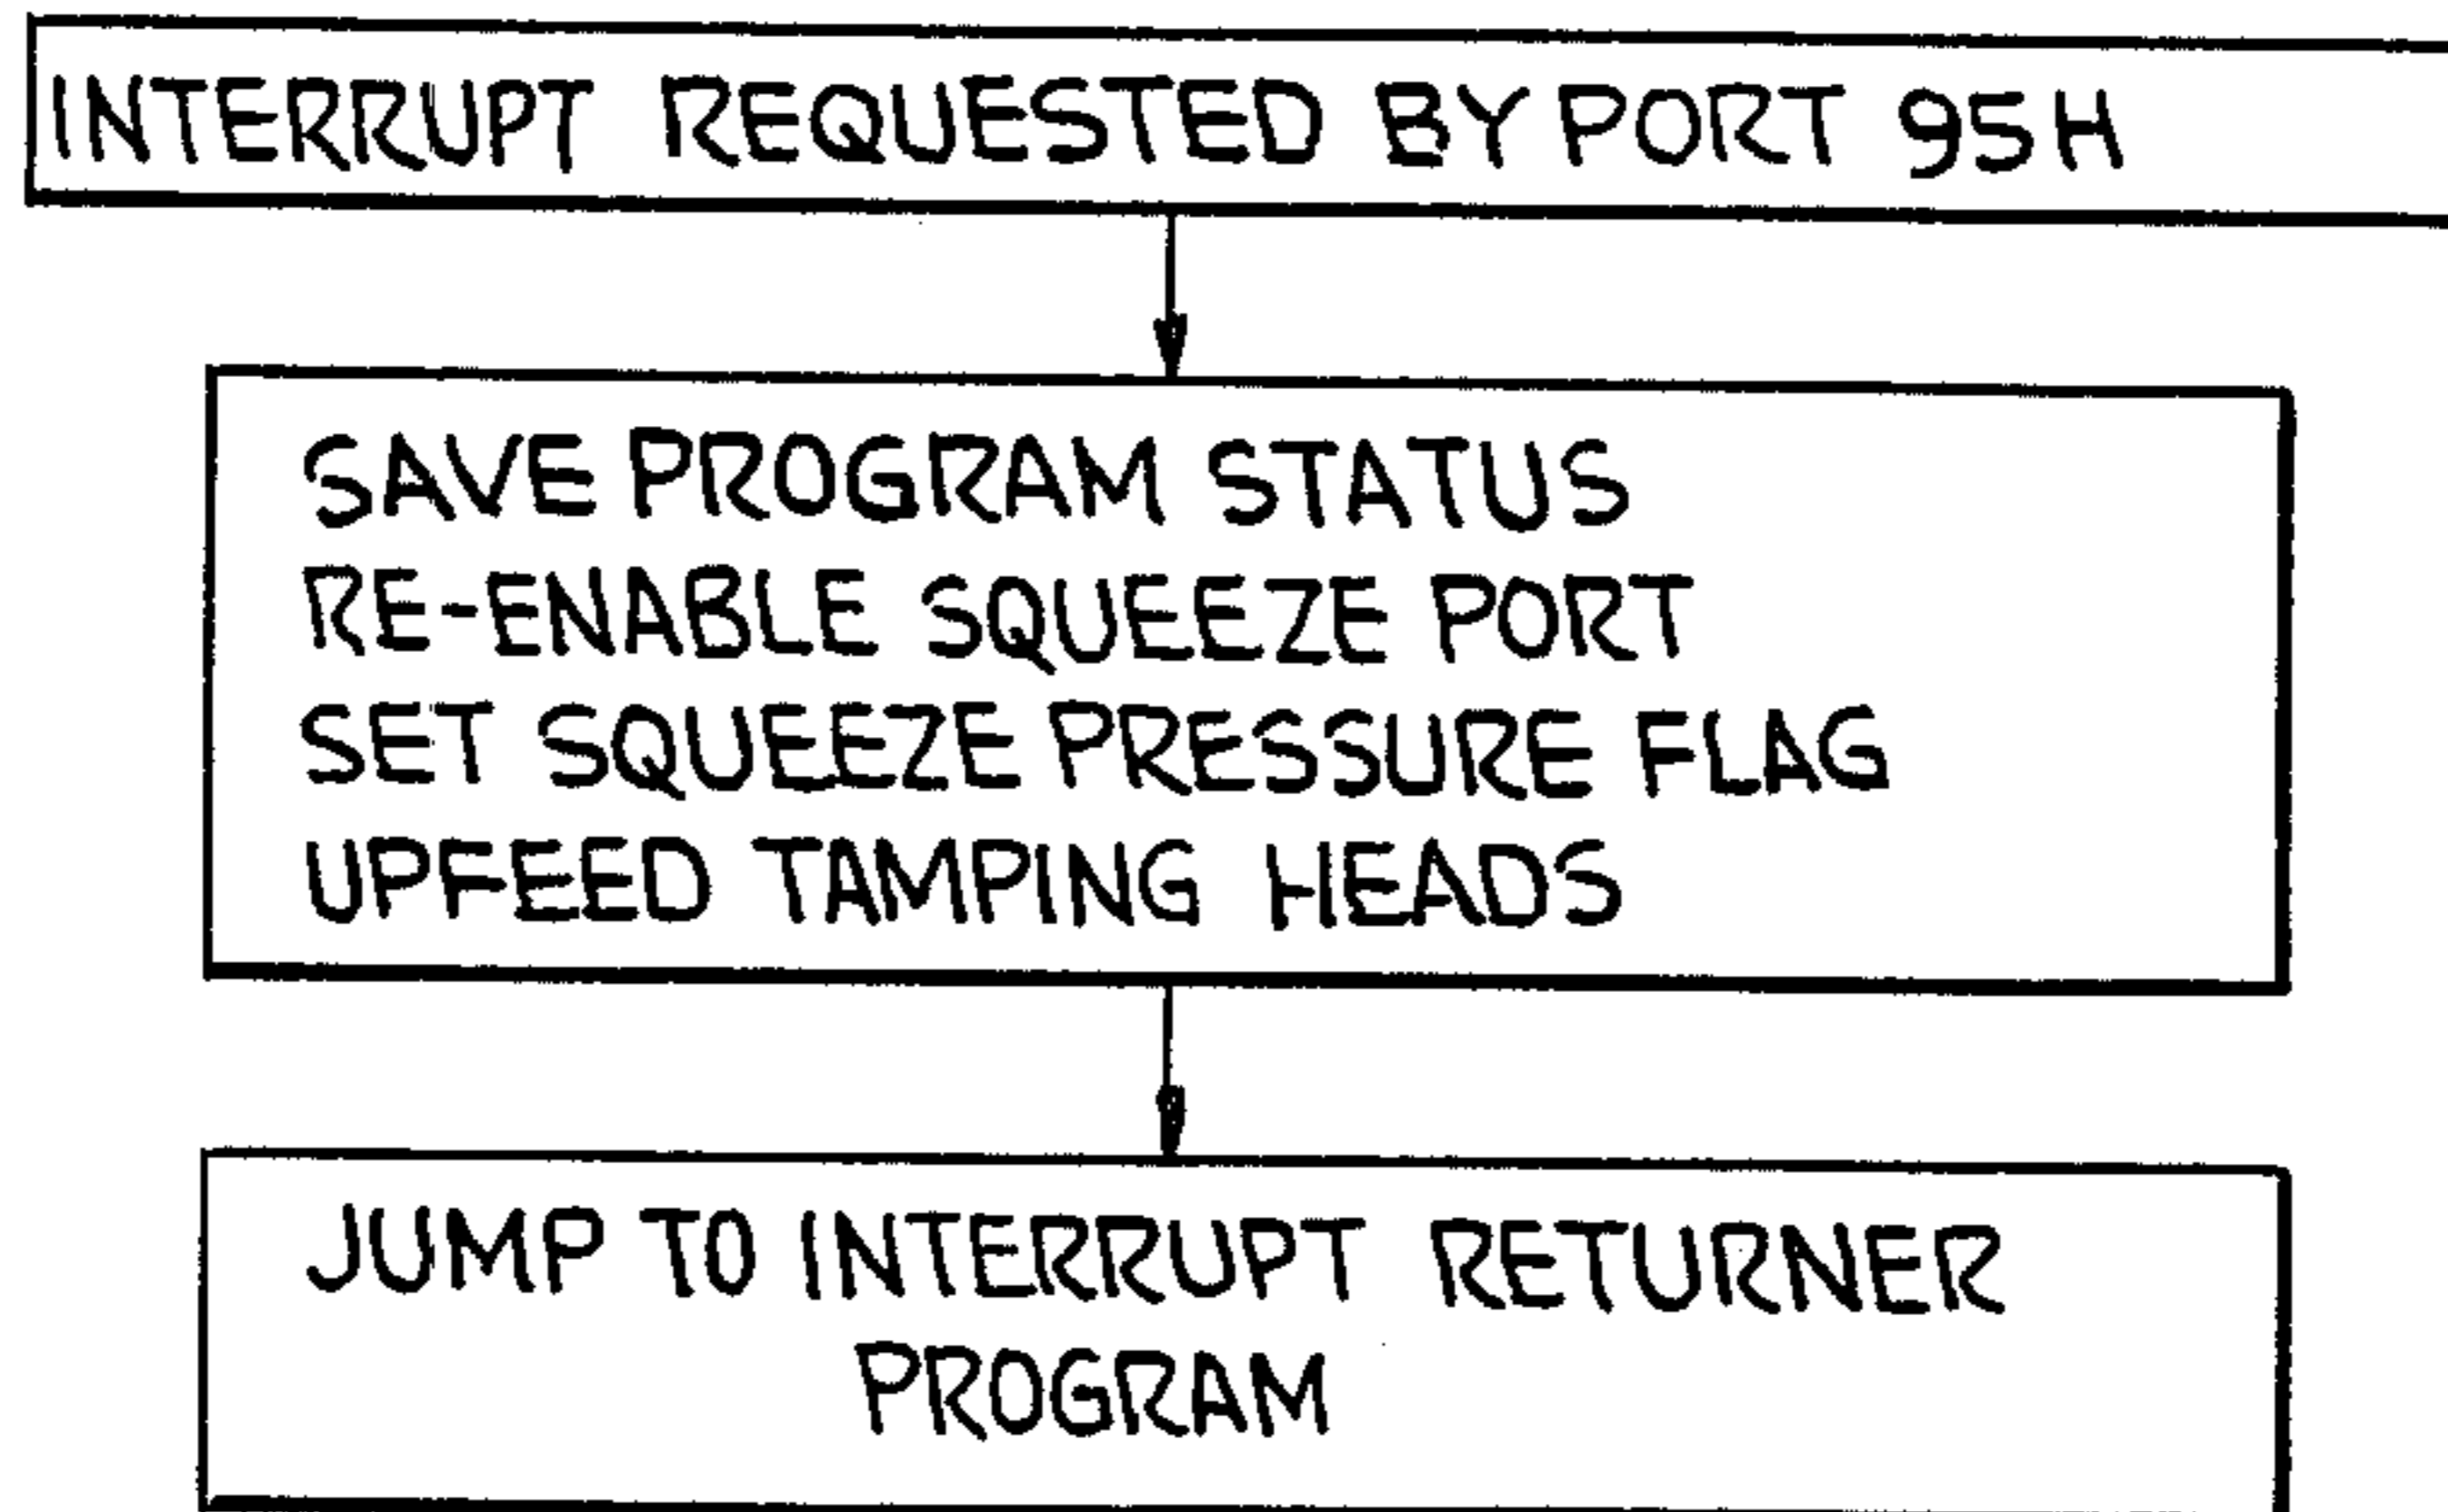 INTERRUPT REQUESTED BY PORT 95H
SAVE PROGRAM STATUS
RE-ENABLE SQUEEZE PORT
SET SQUEEZE PRESSURE FLAG
UPFEED TAMPING HEADS
JUMP TO INTERRUPT RETURNER
PROGRAM